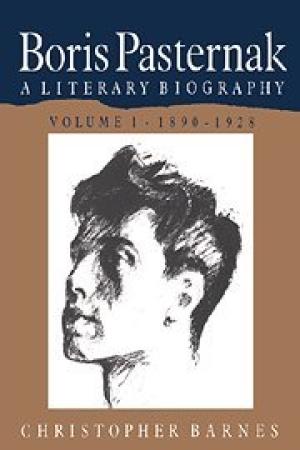 Boris Pasternak
A LITERARY BIOGRAPHY
VOLUME 1 · 1890–1928
CHRISTOPHER BARNES